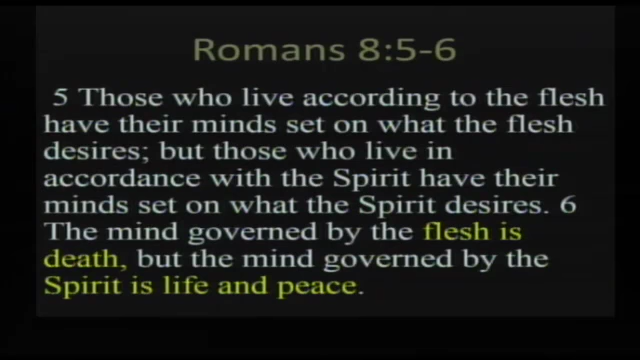 Romans 8:5-6
5 Those who live according to the flesh
have their minds set on what the flesh
desires; but those who live in
accordance with the Spirit have their
minds set on what the Spirit desires. 6
The mind governed by the flesh is
death, but the mind governed by the
Spirit is life and peace.